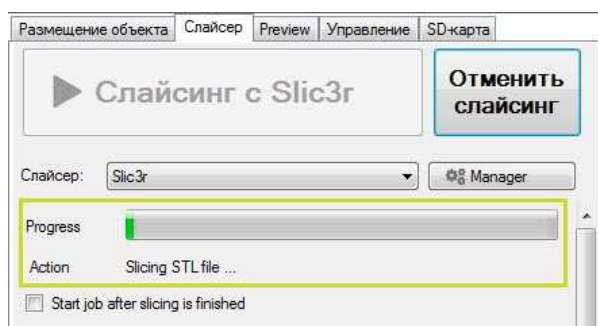 Размещение объекта Слайсер Preview Управление SD-карта
Слайсинг с Slic3r
Отменить
слайсинг
Слайсер: Slic3r Manager
Progress
Action Slicing STL file ...
Start job after slicing is finished